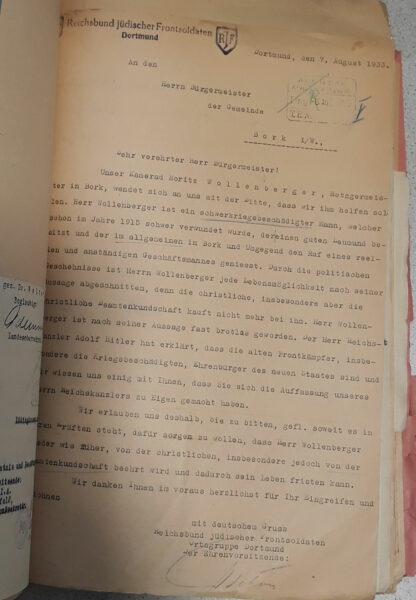 Reichsbund jüdischer Frontsoldaten
Dortmund
RJF
Dortmund, den 7. August 1933.
An den
Herrn Bürgermeister
der Gemeinde
Bork i/W.,
Sehr verehrter Herr Bürgermeister!
Unser Kamerad Moritz Wollenberger, Metzgermeis-
ter in Bork, wendet sich an uns mit der Bitte, dass wir ihm helfen sol
len. Herr Wollenberger ist ein schwerkriegsbeschädigter Mann, welcher
schon im Jahre 1915 schwer verwundet wurde, der einen guten Leumund be-
sitzt und der im allgemeinen in Bork und Umgegend den Ruf eines reel-
len und anständigen Geschäftsmannes geniesst. Durch die politischen
Geschehnisse ist Herrn Wollenberger jede Lebensmöglichkeit nach seiner
Aussage abgeschnitten, denn die christliche, insbesondere aber die
christliche Beamtenkundschaft kauft nicht mehr bei ihm. Herr Wollen-
berger ist nach seiner Aussage fast brotlos geworden. Der Herr Reichs-
kanzler Adolf Hitler hat erklärt, dass die alten Frontkämpfer, insbe-
sondere die Kriegsbeschädigten, Ehrenbürger des neuen Staates sind und
wir wissen uns einig mit Ihnen, dass Sie sich die Auffassung unseres
Herrn Reichskanzlers zu Eigen gemacht haben.
Wir erlauben uns deshalb, Sie zu bitten, gefl. soweit es in
Ihren Kräften steht, dafür sorgen zu wollen, dass Herr Wollenberger
wieder wie früher, von der christlichen, insbesondere jedoch von der
Beamtenkundschaft beehrt wird und dadurch sein Leben fristen kann.
Wir danken Ihnen im voraus herzlichst für Ihr Eingreifen und
zeichnen
mit deutschem Gruss
Reichsbund jüdischer Frontsoldaten
Ortsgruppe Dortmund
Der Ehrenvorsitzende:
gez. Dr.
Beglaubigt: